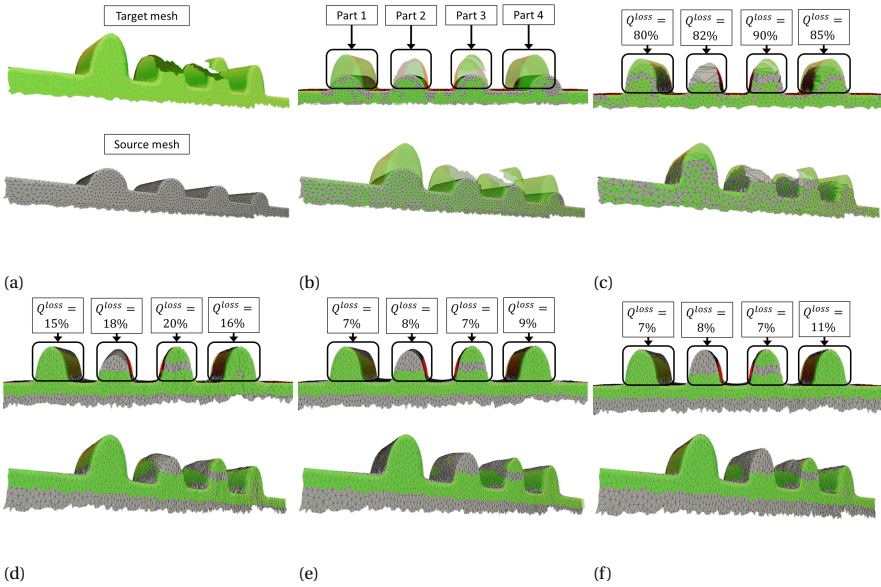 Target mesh
Source mesh
(a)
Part 1 Part 2 Part 3 Part 4
(b)
Q^loss = Q^loss = Q^loss = Q^loss =
80% 82% 90% 85%
(c)
Q^loss = Q^loss = Q^loss = Q^loss =
15% 18% 20% 16%
(d)
Q^loss = Q^loss = Q^loss = Q^loss =
7% 8% 7% 9%
(e)
Q^loss = Q^loss = Q^loss = Q^loss =
7% 8% 7% 11%
(f)